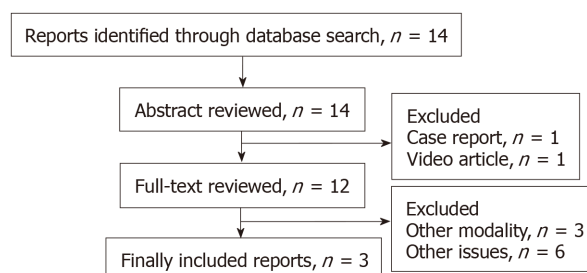 Reports identified through database search, n = 14
Abstract reviewed, n = 14
Excluded
Case report, n = 1
Video article, n = 1
Full-text reviewed, n = 12
Excluded
Other modality, n = 3
Other issues, n = 6
Finally included reports, n = 3